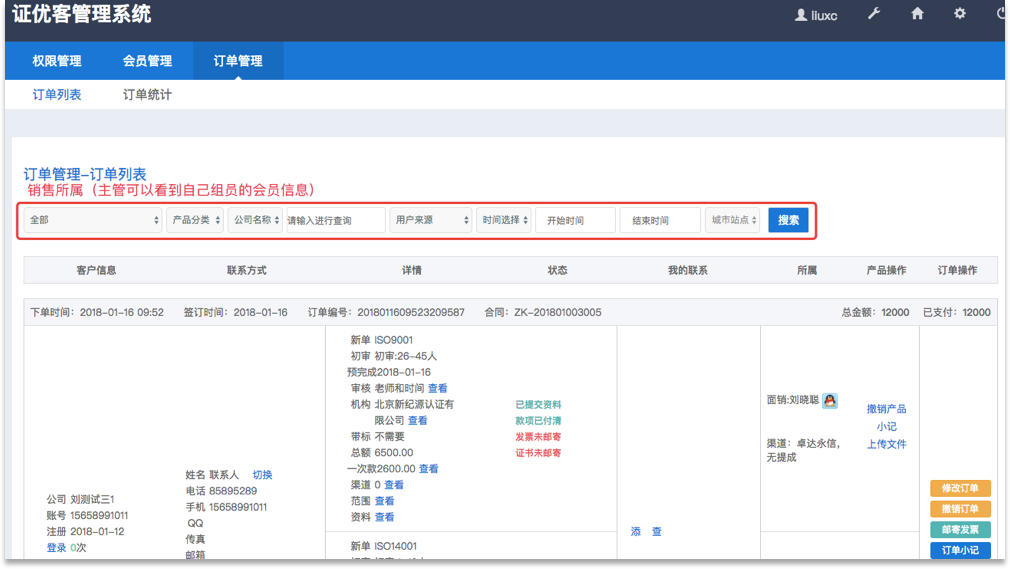 证优客管理系统
liuxc
权限管理 会员管理 订单管理
订单列表 订单统计
订单管理-订单列表
销售所属（主管可以看到自己组员的会员信息）
全部 产品分类 公司名称 请输入进行查询 用户来源 时间选择 开始时间 结束时间 城市站点 搜索
客户信息 联系方式 详情 状态 我的联系 所属 产品操作 订单操作
下单时间：2018-01-16 09:52 签订时间：2018-01-16 订单编号：2018011609523209587 合同：ZK-201801003005 总金额：12000 已支付：12000
公司 刘测试三1
账号 15658991011
注册 2018-01-12
登录 0次
姓名 联系人 切换
电话 85895289
手机 15658991011
QQ
传真
邮箱
新单 ISO9001
初审 初审:26-45人
预完成2018-01-16
审核 老师和时间 查看
机构 北京新纪源认证有
限公司 查看
带标 不需要
总额 6500.00
一次款2600.00 查看
渠道 0 查看
范围 查看
资料 查看
新单 ISO14001
已提交资料
款项已付清
发票未邮寄
证书未邮寄
添 查
面销:刘晓聪
渠道：卓达永信，
无提成
撤销产品
小记
上传文件
修改订单
撤销订单
邮寄发票
订单小记